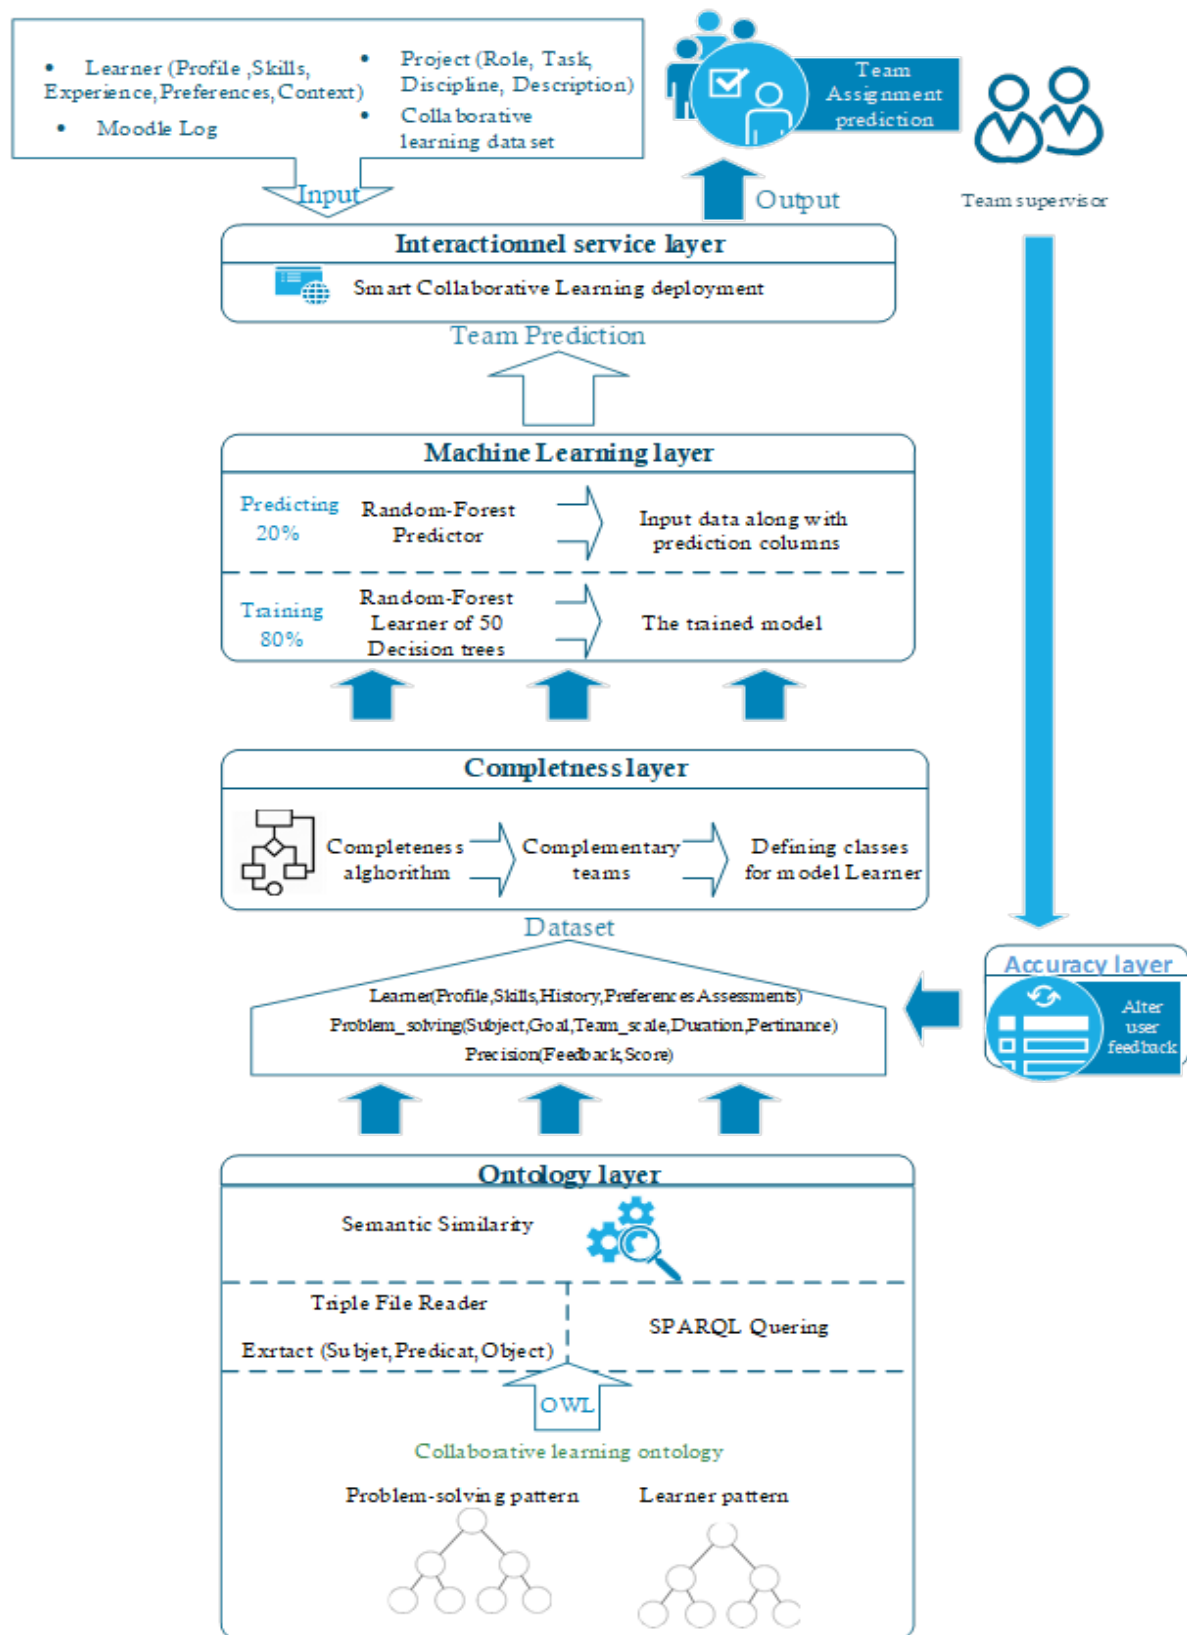 • Learner (Profile ,Skills,
Experience,Preferences,Context)
• Moodle Log
• Project (Role, Task,
Discipline, Description)
• Collaborative
learning dataset
Input
Team
Assignment
prediction
Output
Team supervisor
Interactionnel service layer
Smart Collaborative Learning deployment
Team Prediction
Machine Learning layer
Predicting
20%
Random-Forest
Predictor
Input data along with
prediction columns
Training
80%
Random-Forest
Learner of 50
Decision trees
The trained model
Completness layer
Completeness
alghorithm
Complementary
teams
Defining classes
for model Learner
Dataset
Learner(Profile,Skills,History,Preferences.Assessments)
Problem_solving(Subject,Goal,Team_scale,Duration,Pertinance)
Precision(Feedback,Score)
Accuracy layer
Alter
user
feedback
Ontology layer
Semantic Similarity
Triple File Reader
Exrtact (Subjet,Predicat,Object)
SPARQL Quering
OWL
Collaborative learning ontology
Problem-solving pattern
Learner pattern